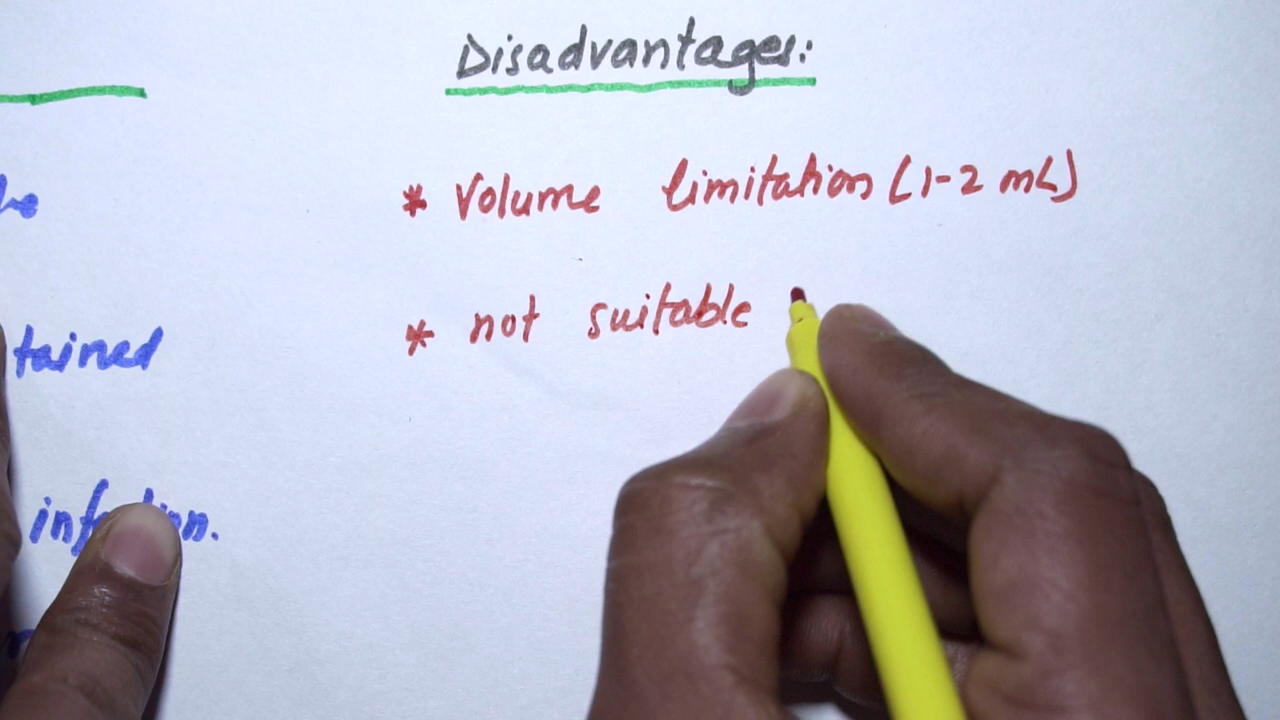 Disadvantages:
* Volume limitation (1-2 mL)
* not suitable
tained